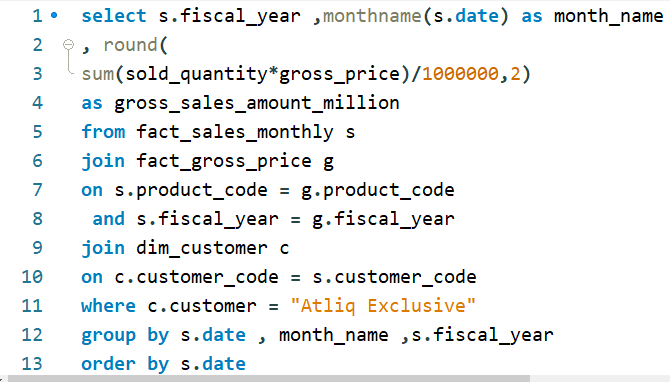 1 select s.fiscal_year ,monthname(s.date) as month_name
2 , round(
3 sum(sold_quantity*gross_price)/1000000,2)
4 as gross_sales_amount_million
5 from fact_sales_monthly s
6 join fact_gross_price g
7 on s.product_code = g.product_code
8 and s.fiscal_year = g.fiscal_year
9 join dim_customer c
10 on c.customer_code = s.customer_code
11 where c.customer = "Atliq Exclusive"
12 group by s.date , month_name ,s.fiscal_year
13 order by s.date